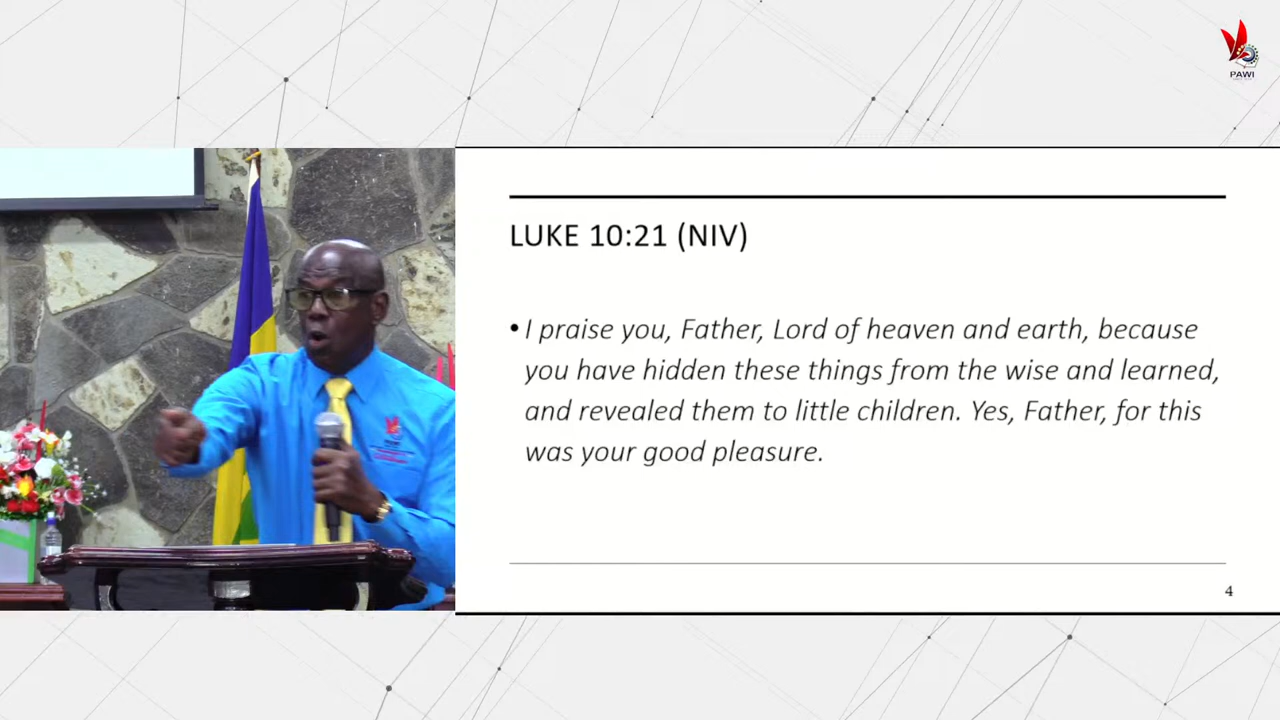 PAWI
LUKE 10:21 (NIV)
• I praise you, Father, Lord of heaven and earth, because
you have hidden these things from the wise and learned,
and revealed them to little children. Yes, Father, for this
was your good pleasure.
4